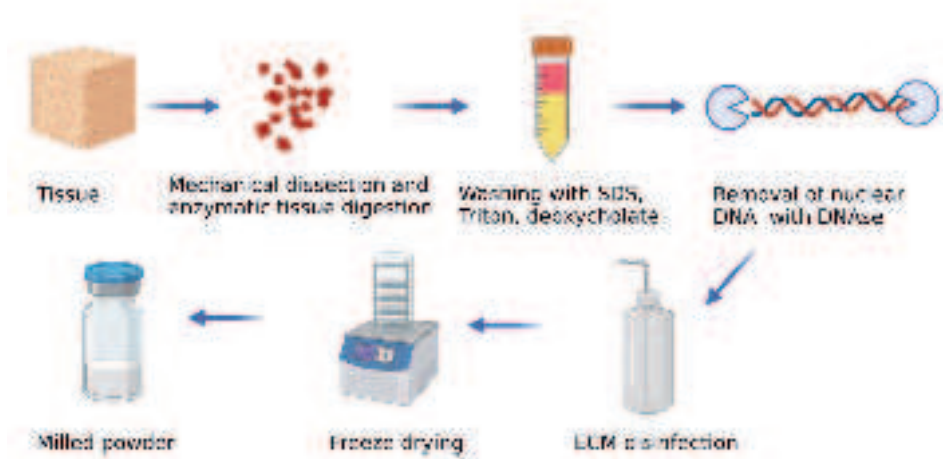 Tissue
Mechanical dissection and
enzymatic tissue digestion
Washing with SDS,
Triton, deoxycholate
Removal of nuclear
DNA with DNAse
Milled powder
Freeze drying
ECM disinfection